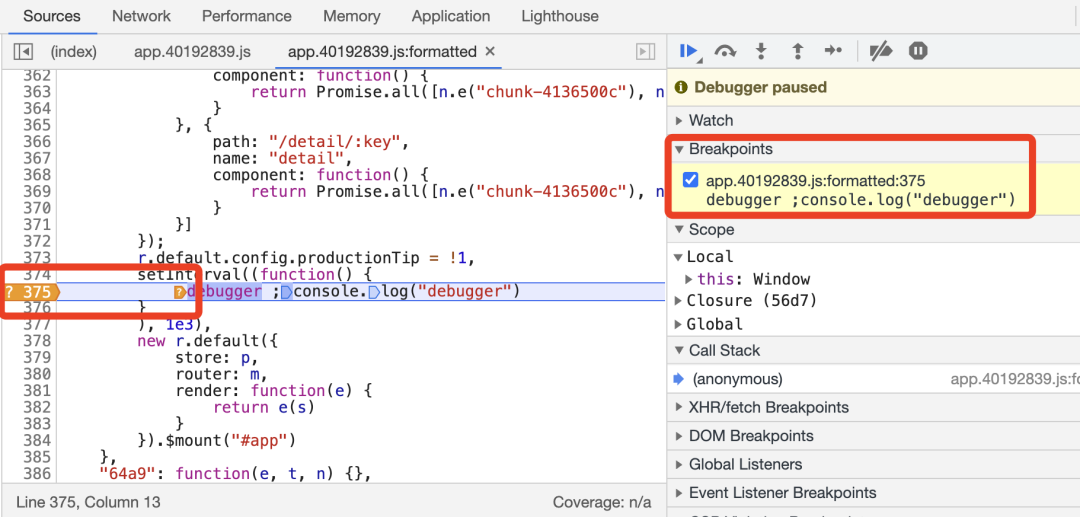 Sources Network Performance Memory Application Lighthouse
(index) app.40192839.js app.40192839.js:formatted ×
362 component: function() {
363 return Promise.all([n.e("chunk-4136500c"), n
364 }
365 }, {
366 path: "/detail/:key",
367 name: "detail",
368 component: function() {
369 return Promise.all([n.e("chunk-4136500c"), n
370 }
371 }]
372 });
373 r.default.config.productionTip = !1,
374 setInterval((function() {
? 375 ?debugger ;console.log("debugger")
376 }
377 ), 1e3),
378 new r.default({
379 store: p,
380 router: m,
381 render: function(e) {
382 return e(s)
383 }
384 }).$mount("#app")
385 },
386 "64a9": function(e, t, n) {},
Line 375, Column 13 Coverage: n/a
Debugger paused
Watch
Breakpoints
app.40192839.js:formatted:375
debugger ;console.log("debugger")
Scope
Local
this: Window
Closure (56d7)
Global
Call Stack
(anonymous) app.40192839.js:fo
XHR/fetch Breakpoints
DOM Breakpoints
Global Listeners
Event Listener Breakpoints